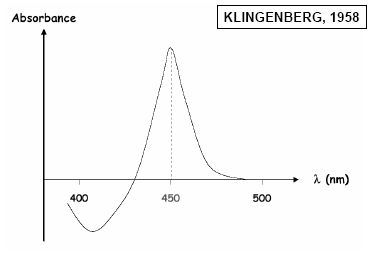 Absorbance
KLINGENBERG, 1958
λ (nm)
400
450
500